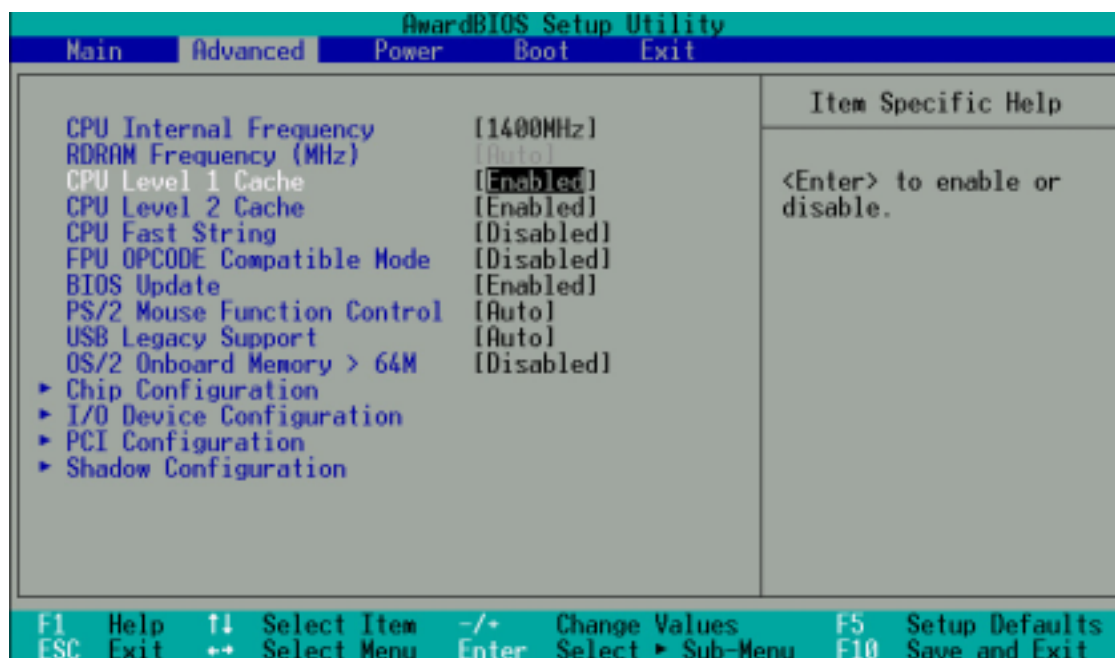 AwardBIOS Setup Utility
Main Advanced Power Boot Exit
Item Specific Help
CPU Internal Frequency [1400MHz]
RDRAM Frequency (MHz) [Auto]
CPU Level 1 Cache [Enabled]
CPU Level 2 Cache [Enabled]
CPU Fast String [Disabled]
FPU OPCODE Compatible Mode [Disabled]
BIOS Update [Enabled]
PS/2 Mouse Function Control [Auto]
USB Legacy Support [Auto]
OS/2 Onboard Memory > 64M [Disabled]
► Chip Configuration
► I/O Device Configuration
► PCI Configuration
► Shadow Configuration
<Enter> to enable or
disable.
F1 Help ↑↓ Select Item -/+ Change Values F5 Setup Defaults
ESC Exit ←→ Select Menu Enter Select ► Sub-Menu F10 Save and Exit